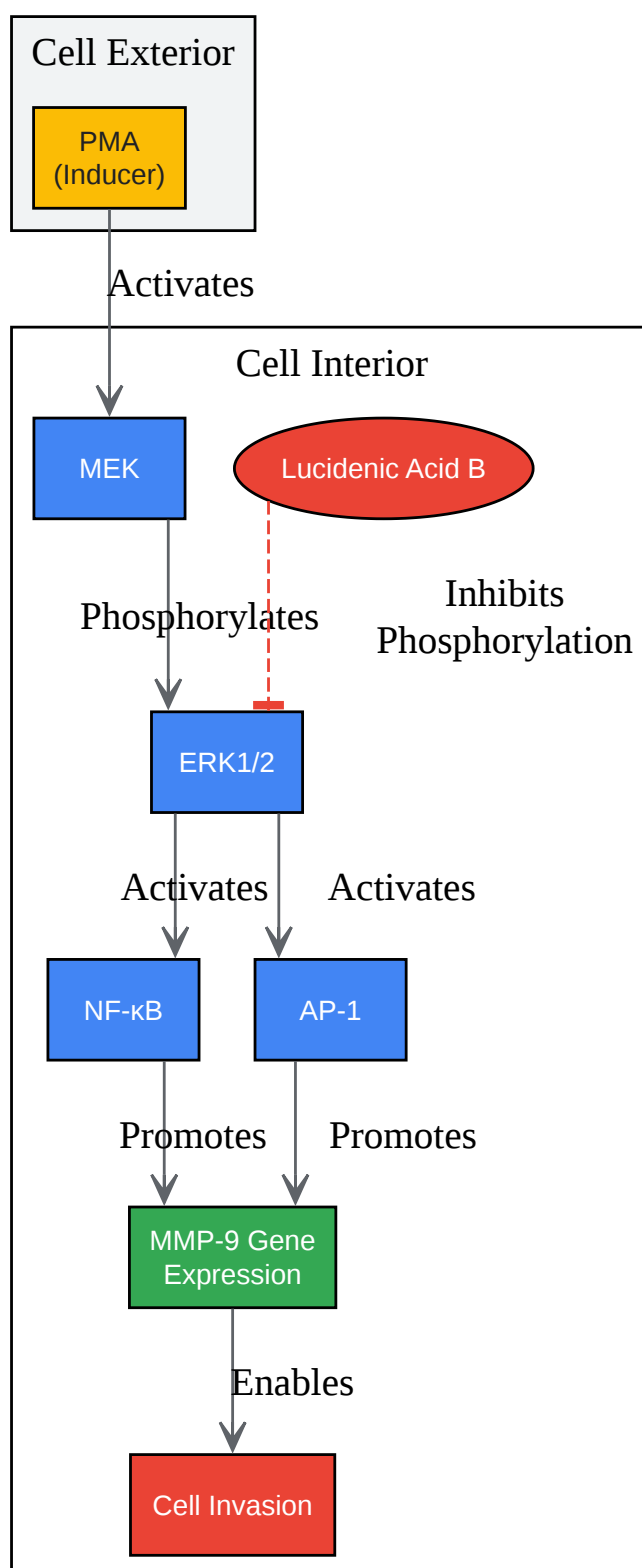 Cell Exterior
PMA
(Inducer)
Activates
Cell Interior
MEK
Lucidenic Acid B
Phosphorylates
Inhibits
Phosphorylation
ERK1/2
Activates
Activates
NF-κB
AP-1
Promotes
Promotes
MMP-9 Gene
Expression
Enables
Cell Invasion